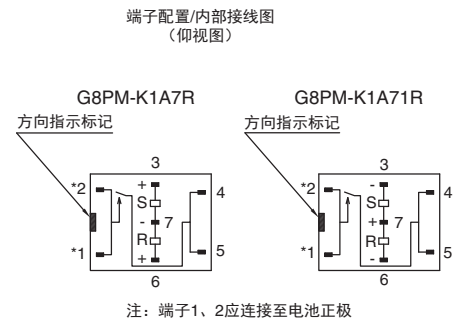 端子配置/内部接线图
（仰视图）
G8PM-K1A7R
G8PM-K1A71R
方向指示标记
方向指示标记
3
*2
+
S
4
-
7
R
*1
+
5
6
3
*2
-
S
4
+
7
R
*1
-
5
6
注：端子1、2应连接至电池正极